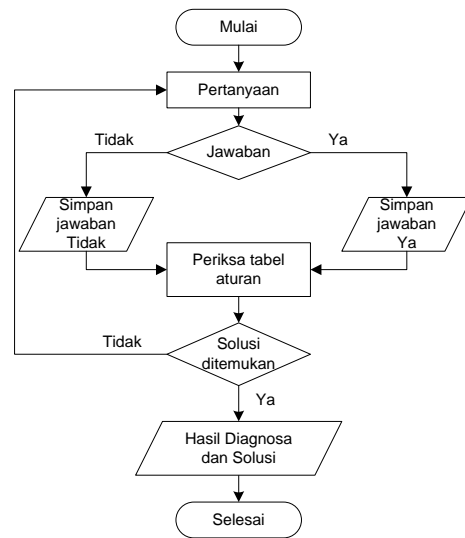 Mulai
Pertanyaan
Tidak
Jawaban
Ya
Simpan
jawaban
Tidak
Simpan
jawaban
Ya
Periksa tabel
aturan
Tidak
Solusi
ditemukan
Ya
Hasil Diagnosa
dan Solusi
Selesai